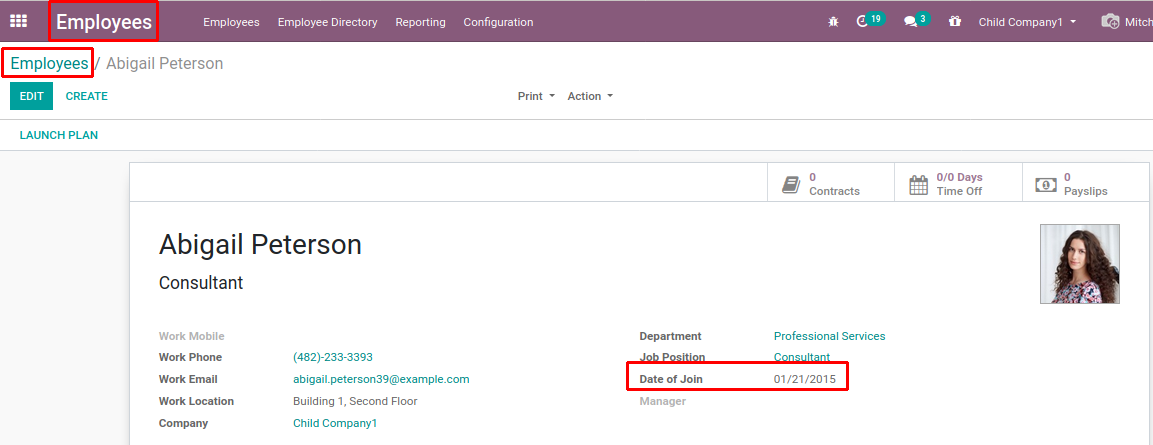 Employees Employees Employee Directory Reporting Configuration 19 3 Child Company1 Mitch
Employees / Abigail Peterson
EDIT CREATE Print Action
LAUNCH PLAN
0 Contracts
0/0 Days Time Off
0 Payslips
Abigail Peterson
Consultant
Work Mobile
Work Phone (482)-233-3393
Work Email abigail.peterson39@example.com
Work Location Building 1, Second Floor
Company Child Company1
Department Professional Services
Job Position Consultant
Date of Join 01/21/2015
Manager